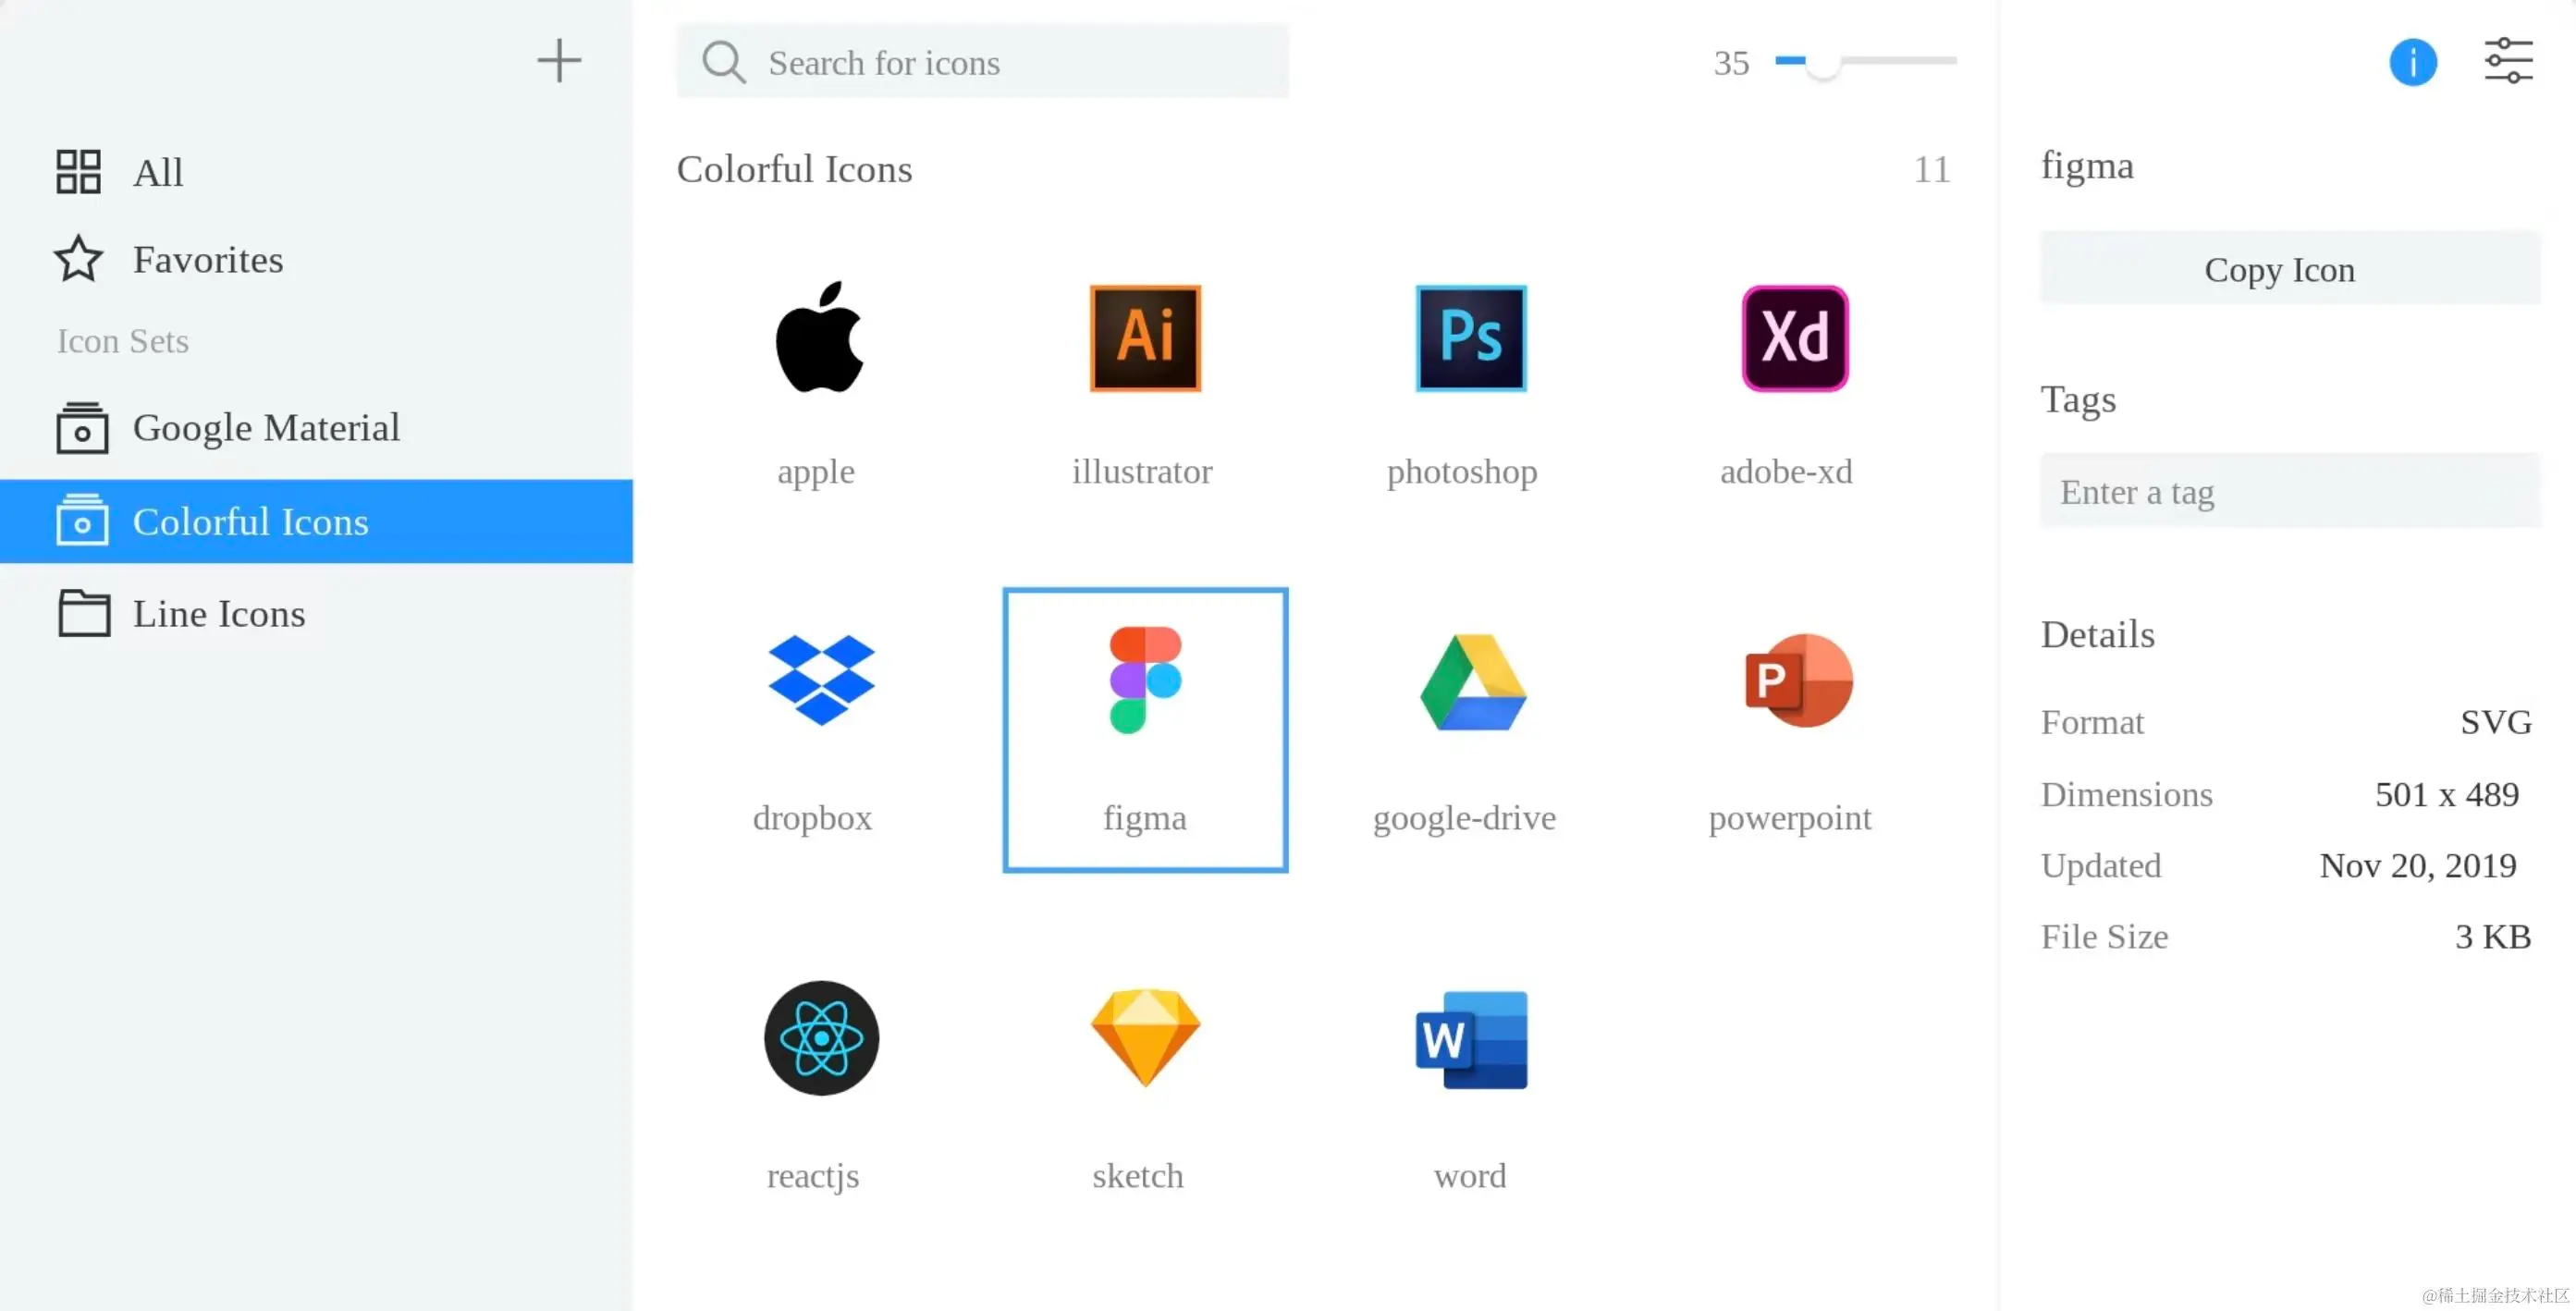 All
Favorites
Icon Sets
Google Material
Colorful Icons
Line Icons
Search for icons
35
Colorful Icons
11
Ai
Ps
Xd
apple
illustrator
photoshop
adobe-xd
P
dropbox
figma
google-drive
powerpoint
W
reactjs
sketch
word
i
figma
Copy Icon
Tags
Enter a tag
Details
Format SVG
Dimensions 501 x 489
Updated Nov 20, 2019
File Size 3 KB
@稀土掘金技术社区